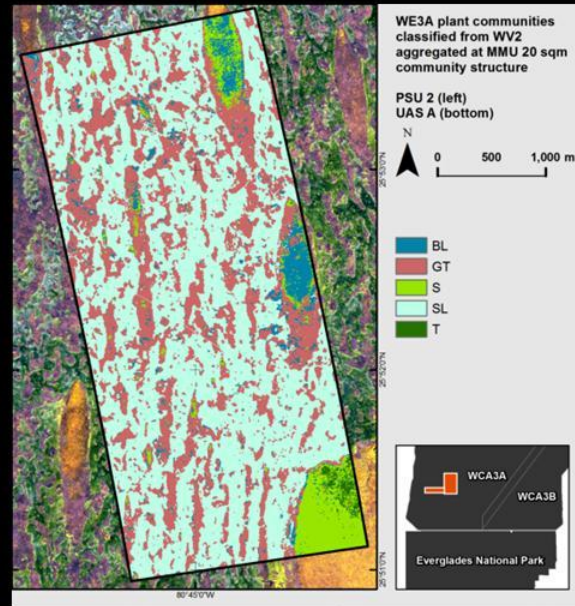 WE3A plant communities
classified from WV2
aggregated at MMU 20 sqm
community structure
PSU 2 (left)
UAS A (bottom)
N
0 500 1,000 m
BL
GT
S
SL
T
25°53'0"N
25°52'0"N
25°51'0"N
80°45'0"W
WCA3A
WCA3B
Everglades National Park